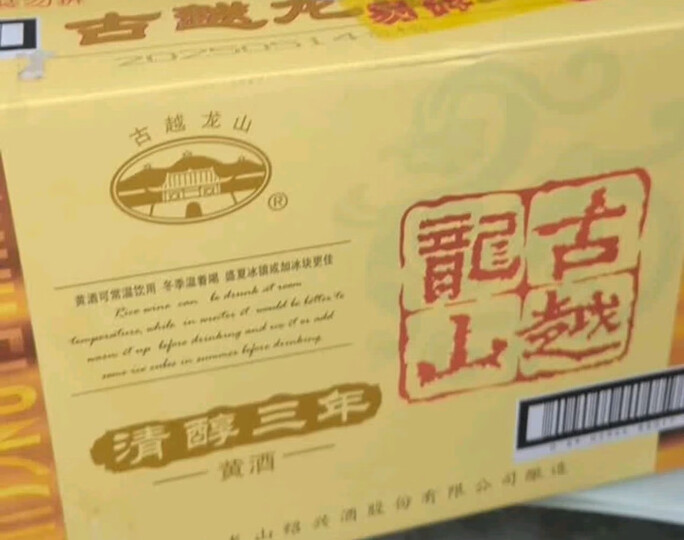 古越龙
20250514
古越龙山
®
黄酒可常温饮用 冬季温着喝 盛夏冰镇或加冰块更佳
Rice wine can be drink at room
temperature, while in winter it would be better to
warm it up before drinking and ice it or add
some ice cubes in summer before drinking.
古越
龍山
清醇三年
黄酒
山绍兴酒股份有限公司酿造